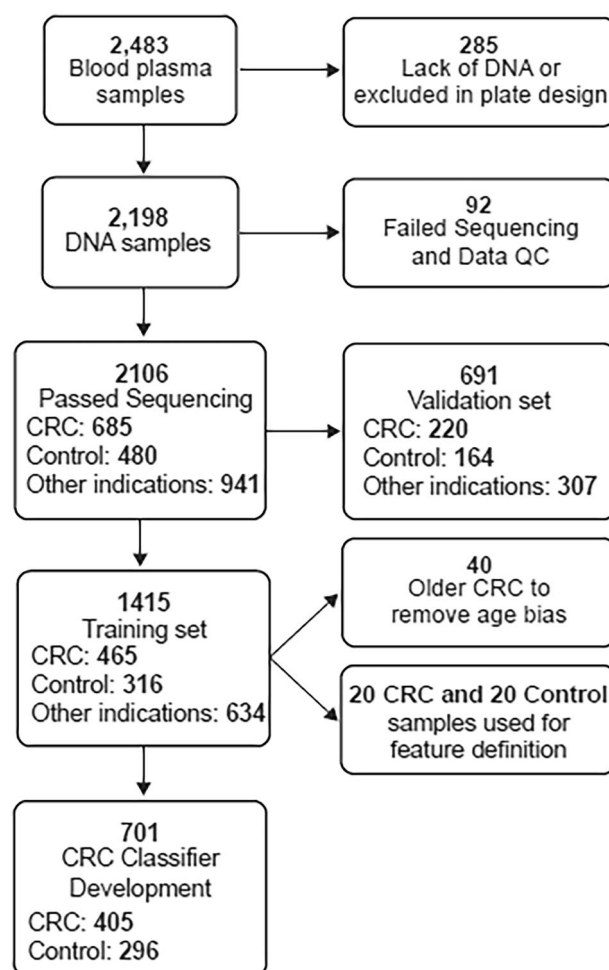 2,483
Blood plasma
samples
285
Lack of DNA or
excluded in plate design
2,198
DNA samples
92
Failed Sequencing
and Data QC
2106
Passed Sequencing
CRC: 685
Control: 480
Other indications: 941
691
Validation set
CRC: 220
Control: 164
Other indications: 307
1415
Training set
CRC: 465
Control: 316
Other indications: 634
40
Older CRC to
remove age bias
20 CRC and 20 Control
samples used for
feature definition
701
CRC Classifier
Development
CRC: 405
Control: 296